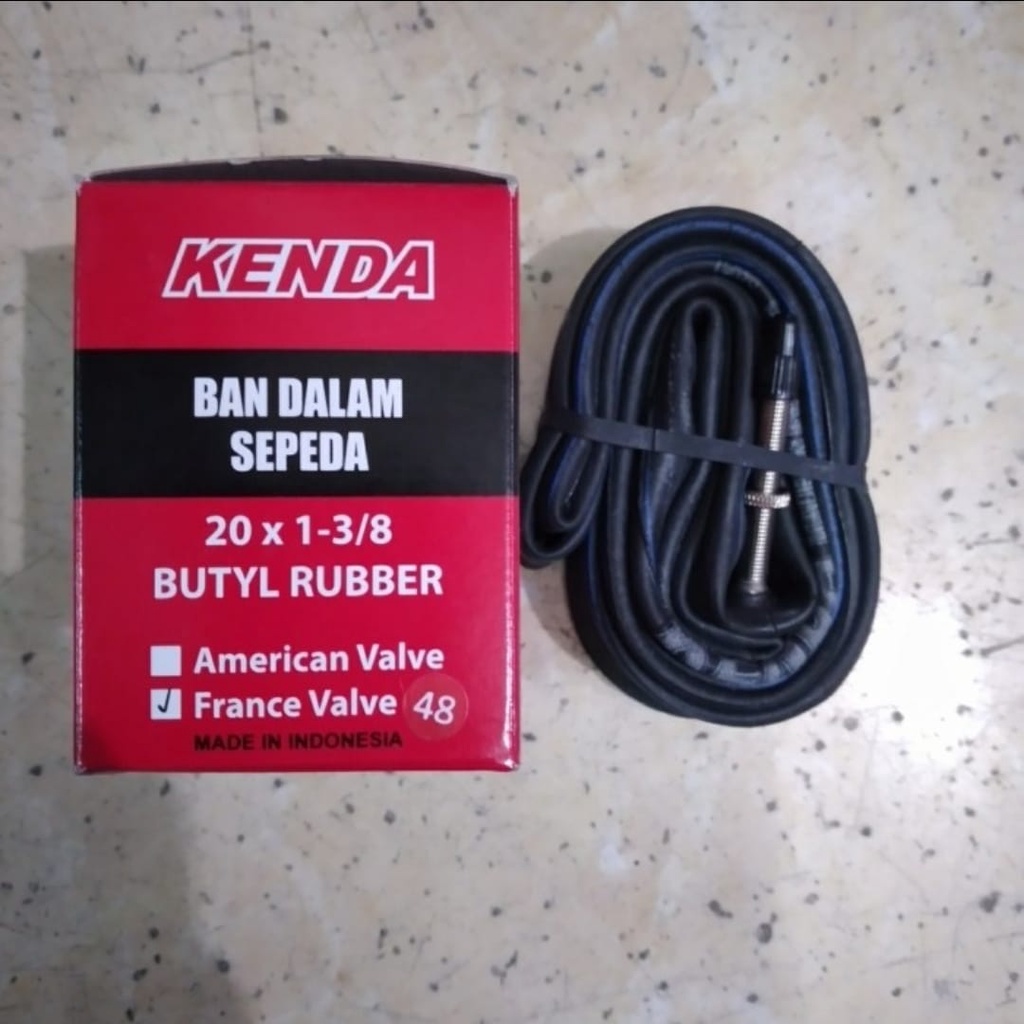 KENDA
BAN DALAM
SEPEDA
20 x 1-3/8
BUTYL RUBBER
American Valve
France Valve 48
MADE IN INDONESIA